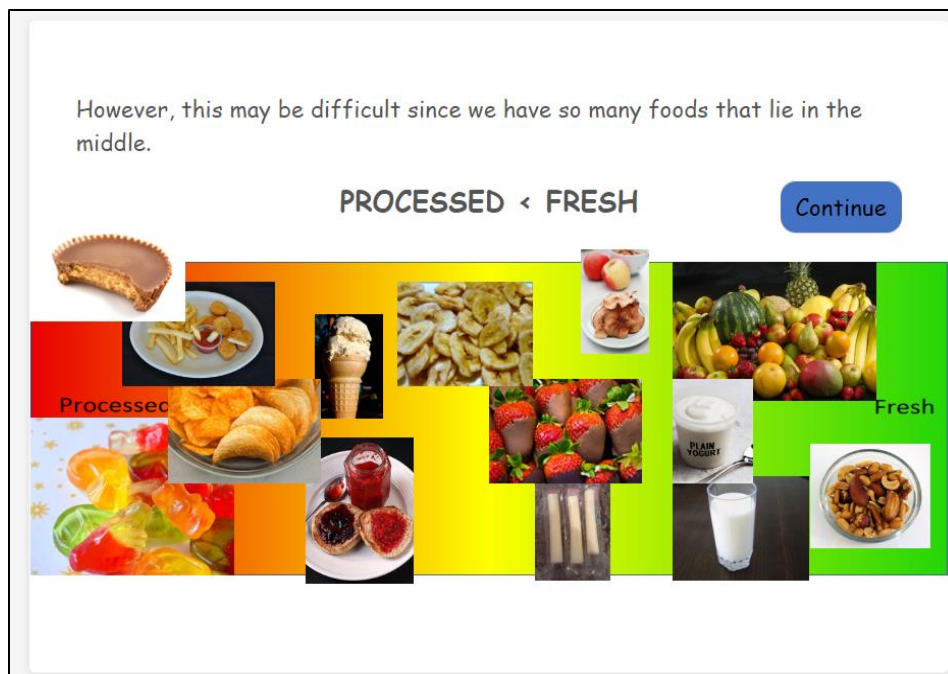 However, this may be difficult since we have so many foods that lie in the
middle.
PROCESSED < FRESH
Continue
Processed
Fresh
PLAIN
YOGURT